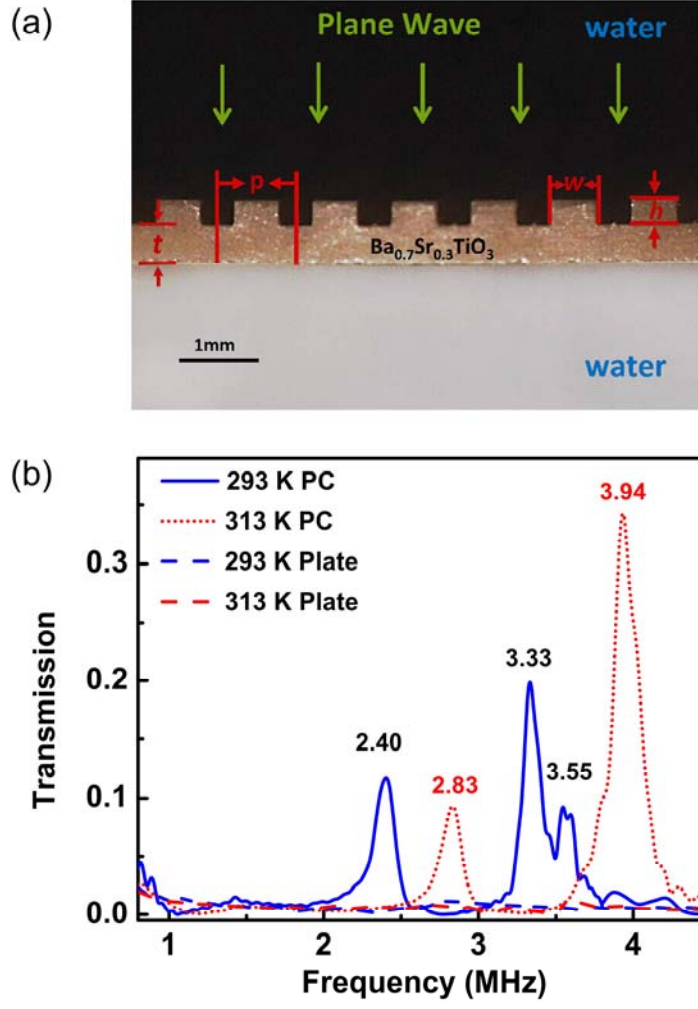 (a)
Plane Wave
water
p
w
h
t
Ba0.7Sr0.3TiO3
1mm
water
(b)
293 K PC
313 K PC
293 K Plate
313 K Plate
3.94
3.33
2.40
3.55
2.83
0.3
0.2
0.1
0.0
Transmission
1 2 3 4
Frequency (MHz)